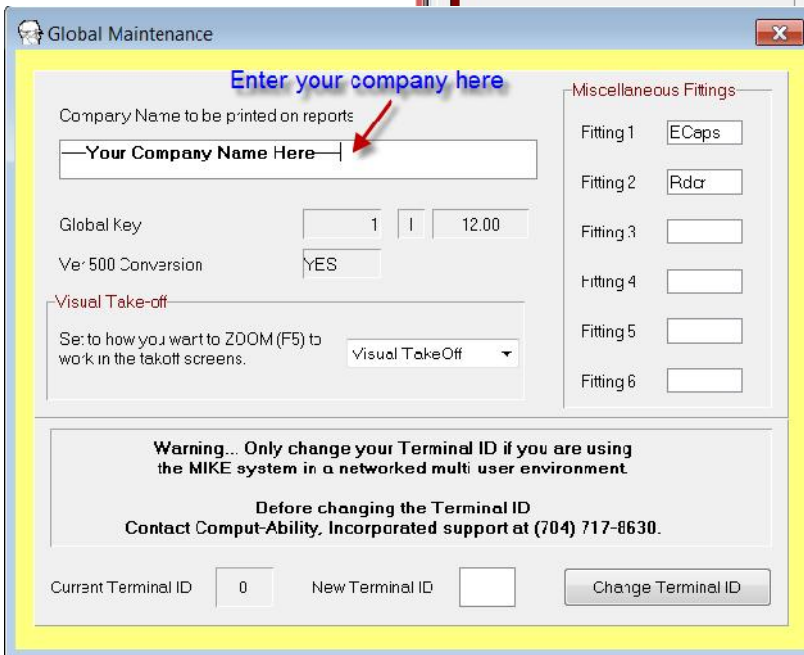 Global Maintenance
Enter your company here
Company Name to be printed on reports
----Your Company Name Here----
Global Key 1 I 12.00
Ver 500 Conversion YES
Visual Take-off
Set to how you want to ZOOM (F5) to
work in the takoff screens.
Visual TakeOff
Miscellaneous Fittings
Fitting 1 ECaps
Fitting 2 Rdcr
Fitting 3
Fitting 4
Fitting 5
Fitting 6
Warning... Only change your Terminal ID if you are using
the MIKE system in a networked multi user environment.
Before changing the Terminal ID
Contact Comput-Ability, Incorporated support at (704) 717-8630.
Current Terminal ID 0 New Terminal ID Change Terminal ID